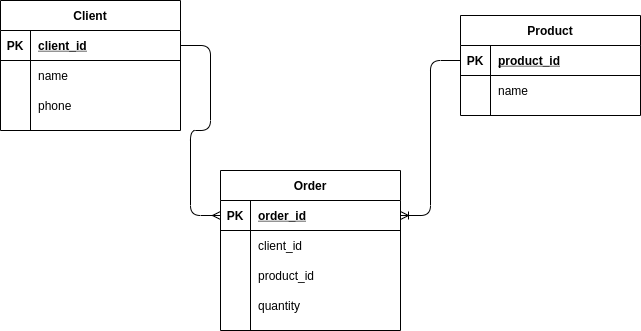 Client
PK client_id
name
phone
Product
PK product_id
name
Order
PK order_id
client_id
product_id
quantity